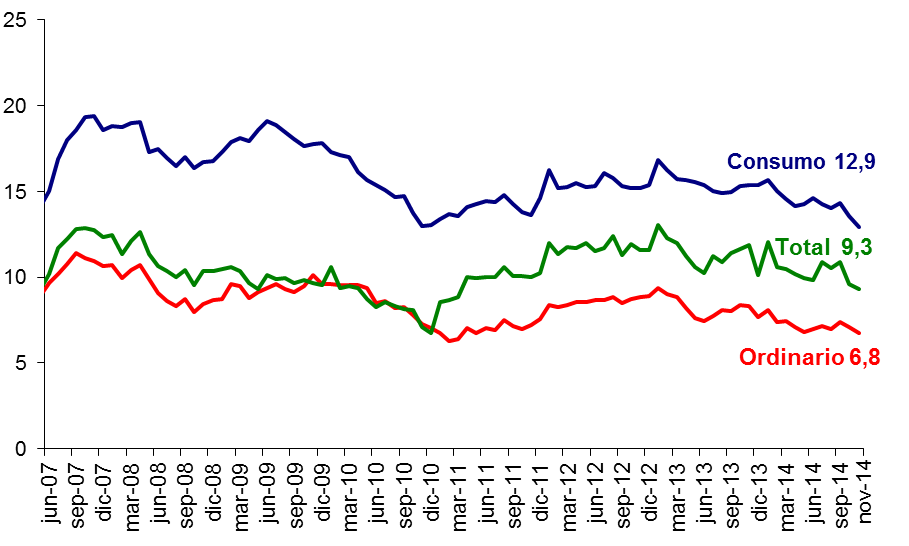 25
20
15
10
5
0
Consumo 12,9
Total 9,3
Ordinario 6,8
jun-07
sep-07
dic-07
mar-08
jun-08
sep-08
dic-08
mar-09
jun-09
sep-09
dic-09
mar-10
jun-10
sep-10
dic-10
mar-11
jun-11
sep-11
dic-11
mar-12
jun-12
sep-12
dic-12
mar-13
jun-13
sep-13
dic-13
mar-14
jun-14
sep-14
nov-14